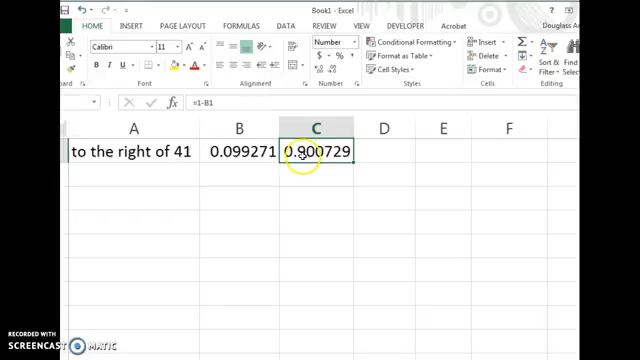 Book1 - Excel
HOME INSERT PAGE LAYOUT FORMULAS DATA REVIEW VIEW DEVELOPER Acrobat Douglass
Calibri 11 Number Conditional Formatting Insert
Format as Table Delete
Cell Styles Format Sort & Find &
Filter Select
Clipboard Font Alignment Number Styles Cells Editing
fx =1-B1
A B C D E F
to the right of 41 0.099271 0.900729
RECORDED WITH
SCREENCAST MATIC